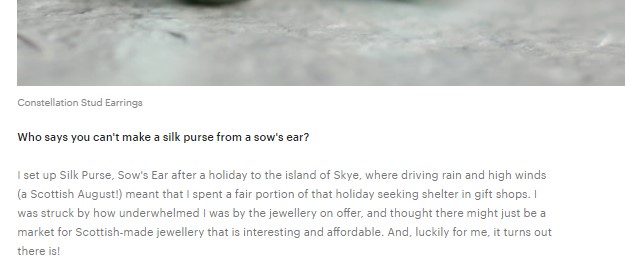 Constellation Stud Earrings
Who says you can't make a silk purse from a sow's ear?
I set up Silk Purse, Sow's Ear after a holiday to the island of Skye, where driving rain and high winds
(a Scottish August!) meant that I spent a fair portion of that holiday seeking shelter in gift shops. I
was struck by how underwhelmed I was by the jewellery on offer, and thought there might just be a
market for Scottish-made jewellery that is interesting and affordable. And, luckily for me, it turns out
there is!